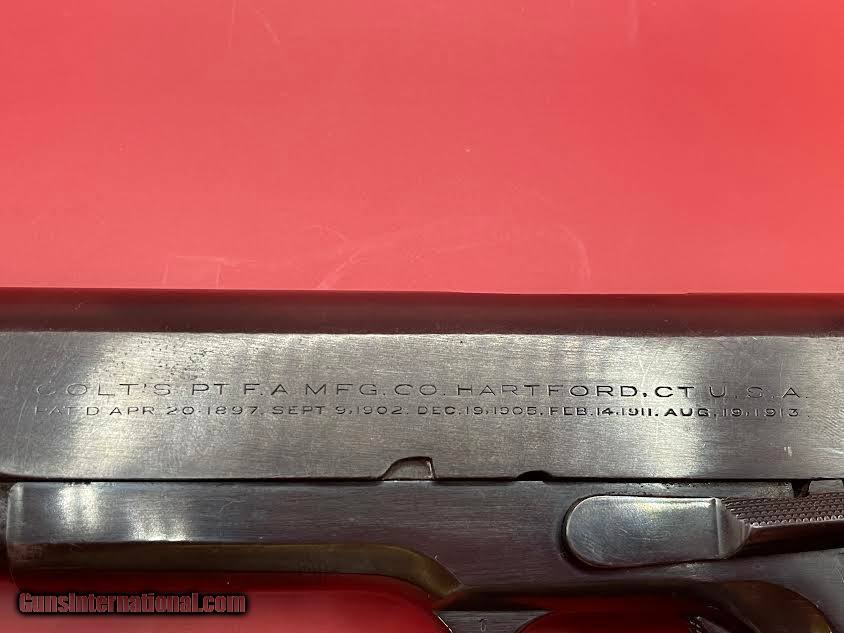 COLT'S PT. F.A. MFG. CO. HARTFORD, CT. U.S.A.
PAT'D APR. 20, 1897. SEPT. 9, 1902. DEC. 19, 1905. FEB. 14, 1911. AUG. 19, 1913.
GunsInternational.com